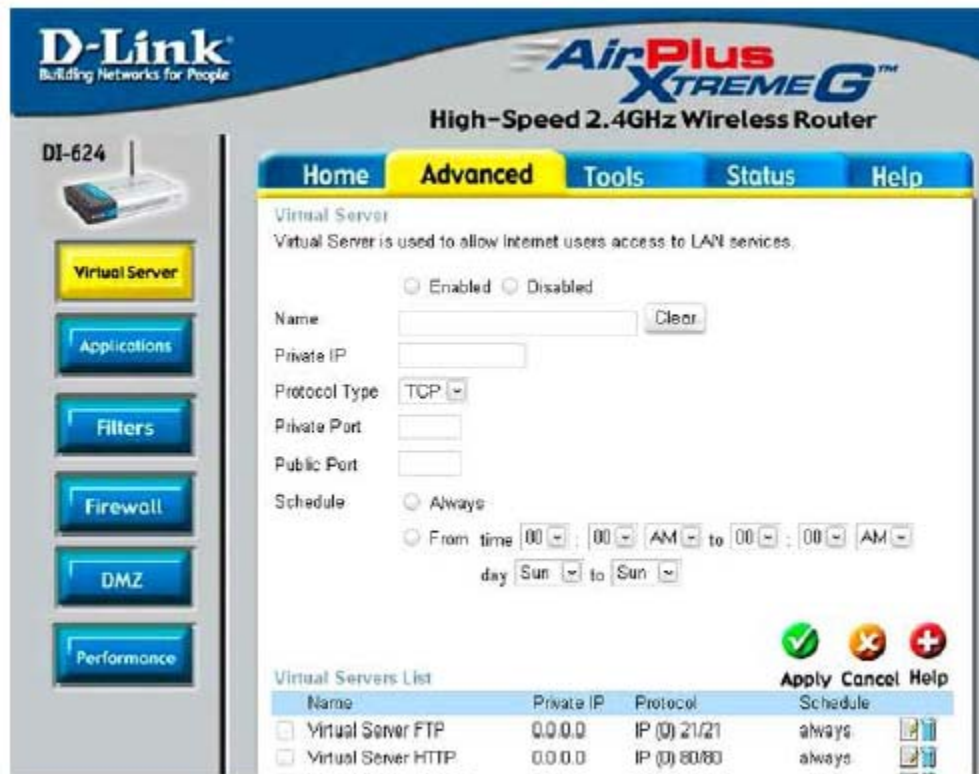 D-Link
Building Networks for People
AirPlus
XTREME G™
High-Speed 2.4GHz Wireless Router
DI-624
Home Advanced Tools Status Help
Virtual Server
Applications
Filters
Firewall
DMZ
Performance
Virtual Server
Virtual Server is used to allow Internet users access to LAN services.
Enabled Disabled
Name Clear
Private IP
Protocol Type TCP
Private Port
Public Port
Schedule Always
From time 00 : 00 AM to 00 : 00 AM
day Sun to Sun
Apply Cancel Help
Virtual Servers List
Name Private IP Protocol Schedule
Virtual Server FTP 0.0.0.0 IP (0) 21/21 always
Virtual Server HTTP 0.0.0.0 IP (0) 80/80 always